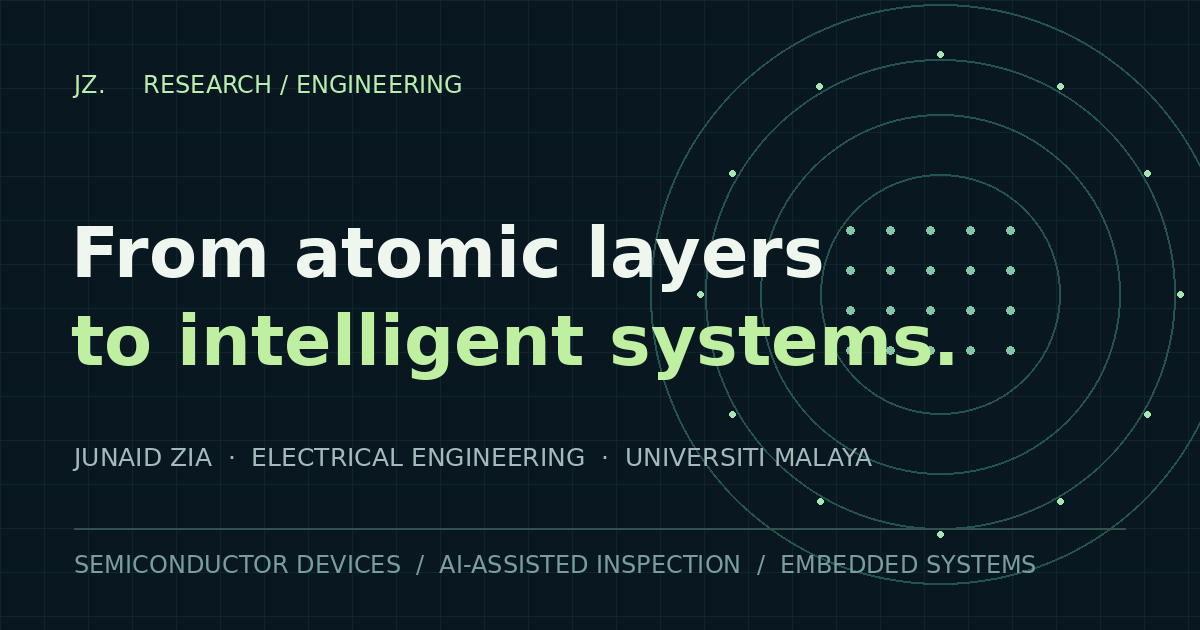 JZ. RESEARCH / ENGINEERING
From atomic layers
to intelligent systems.
JUNAID ZIA · ELECTRICAL ENGINEERING · UNIVERSITI MALAYA
SEMICONDUCTOR DEVICES / AI-ASSISTED INSPECTION / EMBEDDED SYSTEMS